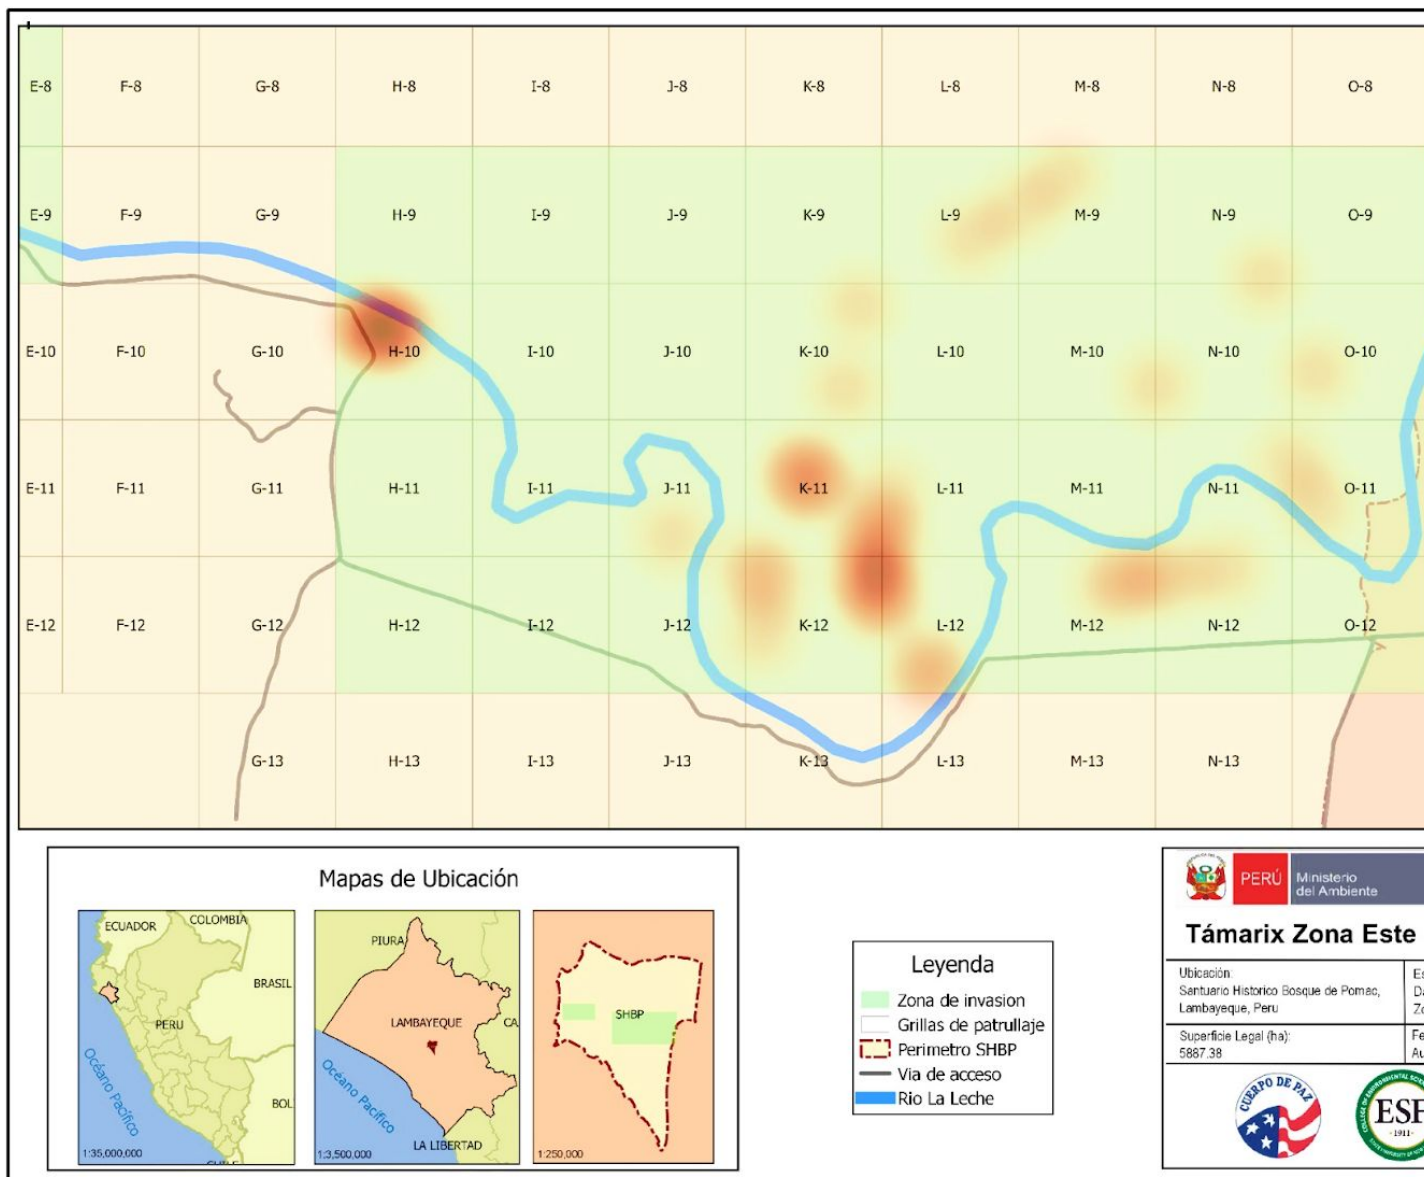 E-8 F-8 G-8 H-8 I-8 J-8 K-8 L-8 M-8 N-8 O-8
E-9 F-9 G-9 H-9 I-9 J-9 K-9 L-9 M-9 N-9 O-9
E-10 F-10 G-10 H-10 I-10 J-10 K-10 L-10 M-10 N-10 O-10
E-11 F-11 G-11 H-11 I-11 J-11 K-11 L-11 M-11 N-11 O-11
E-12 F-12 G-12 H-12 I-12 J-12 K-12 L-12 M-12 N-12 O-12
G-13 H-13 I-13 J-13 K-13 L-13 M-13 N-13
Mapas de Ubicación
ECUADOR
COLOMBIA
BRASIL
PERU
Océano Pacífico
BOL
1:35,000,000
PIURA
LAMBAYEQUE
CA
Océano Pacífico
LA LIBERTAD
1:3,500,000
SHBP
1:250,000
Leyenda
Zona de invasion
Grillas de patrullaje
Perimetro SHBP
Via de acceso
Rio La Leche
PERÚ
Ministerio
del Ambiente
Támarix Zona Este
Ubicación:
Santuario Historico Bosque de Pomac,
Lambayeque, Peru
Superficie Legal (ha):
5887.38
Es
Da
Zo
Fe
Au
CUERPO DE PAZ
ESF
-1911-